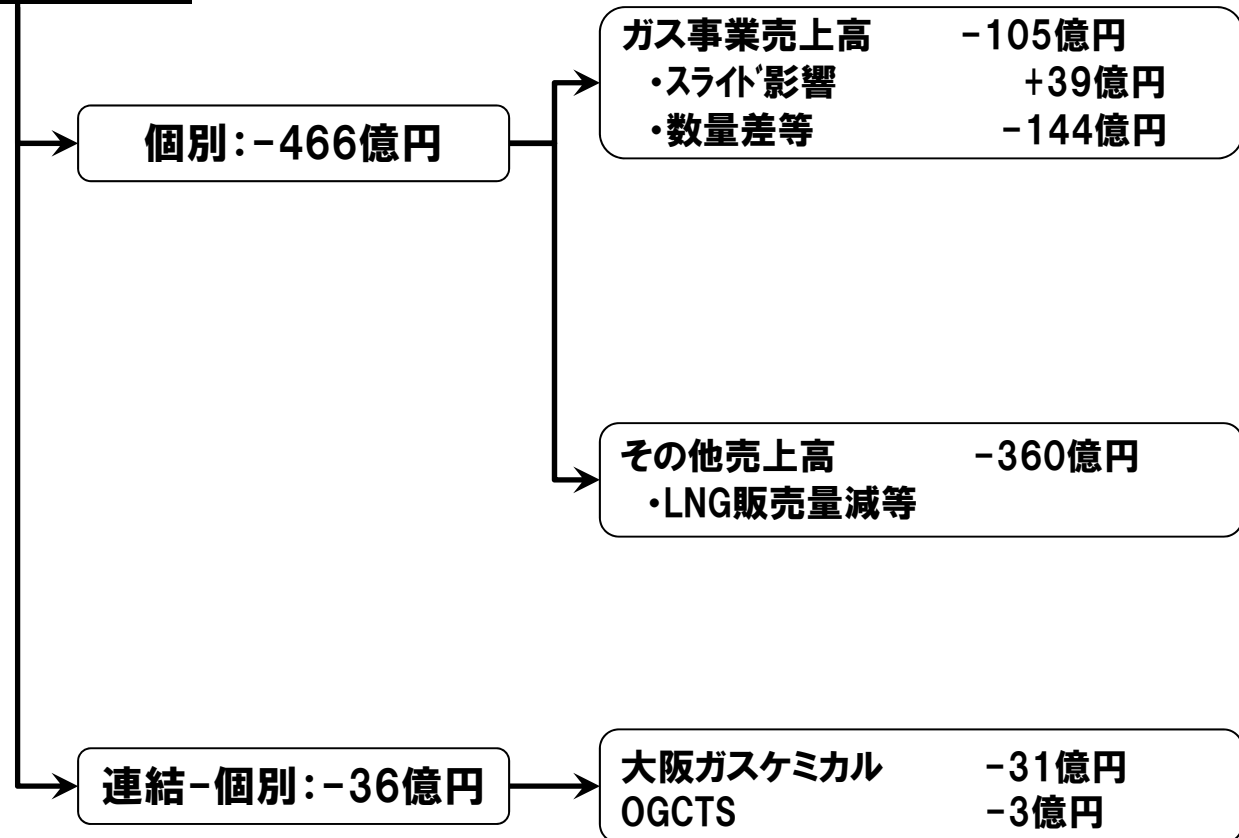 ガス事業売上高 -105億円
・スライド影響 +39億円
・数量差等 -144億円
個別:-466億円
その他売上高 -360億円
・LNG販売量減等
連結-個別:-36億円
大阪ガスケミカル -31億円
OGCTS -3億円